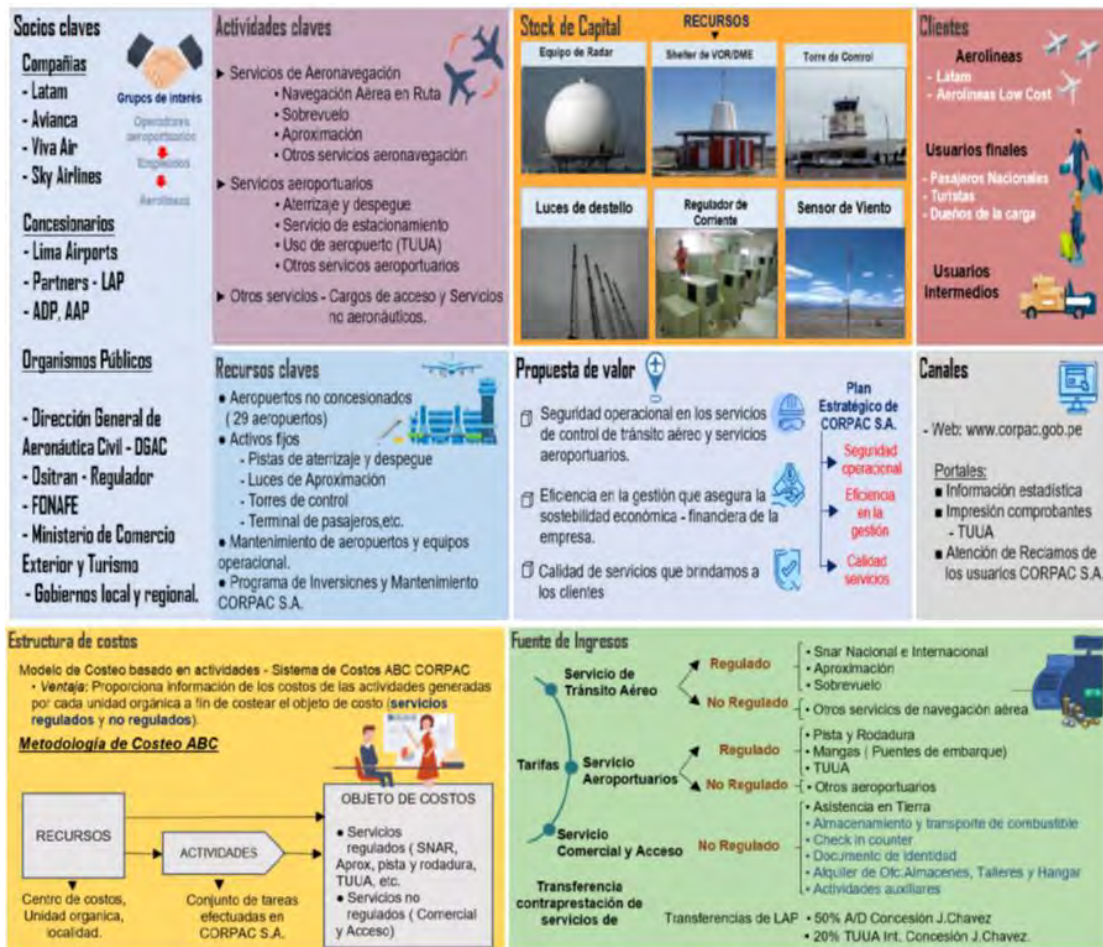 Socios claves
Compañias
- Latam
- Avianca
- Viva Air
- Sky Airlines
Grupos de interés
Operadores
aeroportuarios
Empleados
Aerolíneas
Concesionarios
- Lima Airports
- Partners - LAP
- ADP, AAP
Organismos Públicos
- Dirección General de
Aeronáutica Civil - DGAC
- Ositran - Regulador
- FONAFE
- Ministerio de Comercio
Exterior y Turismo
- Gobiernos local y regional.
Actividades claves
► Servicios de Aeronavegación
• Navegación Aérea en Ruta
• Sobrevuelo
• Aproximación
• Otros servicios aeronavegación
► Servicios aeroportuarios
• Aterrizaje y despegue
• Servicio de estacionamiento
• Uso de aeropuerto (TUUA)
• Otros servicios aeroportuarios
► Otros servicios - Cargos de acceso y Servicios
no aeronáuticos.
Stock de Capital
RECURSOS
Equipo de Radar
Shelter de VOR/DME
Torre de Control
Luces de destello
Regulador de
Corriente
Sensor de Viento
Clientes
Aerolineas
- Latam
- Aerolineas Low Cost
Usuarios finales
- Pasajeros Nacionales
- Turistas
- Dueños de la carga
Usuarios
Intermedios
Recursos claves
● Aeropuertos no concesionados
( 29 aeropuertos)
● Activos fijos
- Pistas de aterrizaje y despegue
- Luces de Aproximación
- Torres de control
- Terminal de pasajeros,etc.
● Mantenimiento de aeropuertos y equipos
operacional.
● Programa de Inversiones y Mantenimiento
CORPAC S.A.
Propuesta de valor
Seguridad operacional en los servicios
de control de tránsito aéreo y servicios
aeroportuarios.
Eficiencia en la gestión que asegura la
sostebilidad económica - financiera de la
empresa.
Calidad de servicios que brindamos a
los clientes
Plan
Estratégico de
CORPAC S.A.
Seguridad
operacional
Eficiencia
en la
gestión
Calidad
servicios
Canales
- Web: www.corpac.gob.pe
Portales:
■ Información estadística
■ Impresión comprobantes
- TUUA
■ Atención de Reclamos de
los usuarios CORPAC S.A.
Estructura de costos
Modelo de Costeo basado en actividades - Sistema de Costos ABC CORPAC
• Ventaja: Proporciona información de los costos de las actividades generadas
por cada unidad orgánica a fin de costear el objeto de costo (servicios
regulados y no regulados).
Metodología de Costeo ABC
RECURSOS
ACTIVIDADES
OBJETO DE COSTOS
● Servicios
regulados ( SNAR,
Aprox, pista y rodadura,
TUUA, etc.
● Servicios no
regulados ( Comercial
y Acceso)
Centro de costos,
Unidad organica,
localidad.
Conjunto de tareas
efectuadas en
CORPAC S.A.
Fuente de Ingresos
Tarifas
Servicio de
Tránsito Aéreo
Regulado
• Snar Nacional e Internacional
• Aproximación
• Sobrevuelo
No Regulado
• Otros servicios de navegación aérea
Servicio
Aeroportuarios
Regulado
• Pista y Rodadura
• Mangas ( Puentes de embarque)
• TUUA
No Regulado
• Otros aeroportuarios
Servicio
Comercial y Acceso
No Regulado
• Asistencia en Tierra
• Almacenamiento y transporte de combustible
• Check in counter
• Documento de identidad
• Alquiler de Ofc.Almacenes, Talleres y Hangar
• Actividades auxiliares
Transferencia
contraprestación de
servicios de
Transferencias de LAP
• 50% A/D Concesión J.Chavez
• 20% TUUA Int. Concesión J.Chavez.